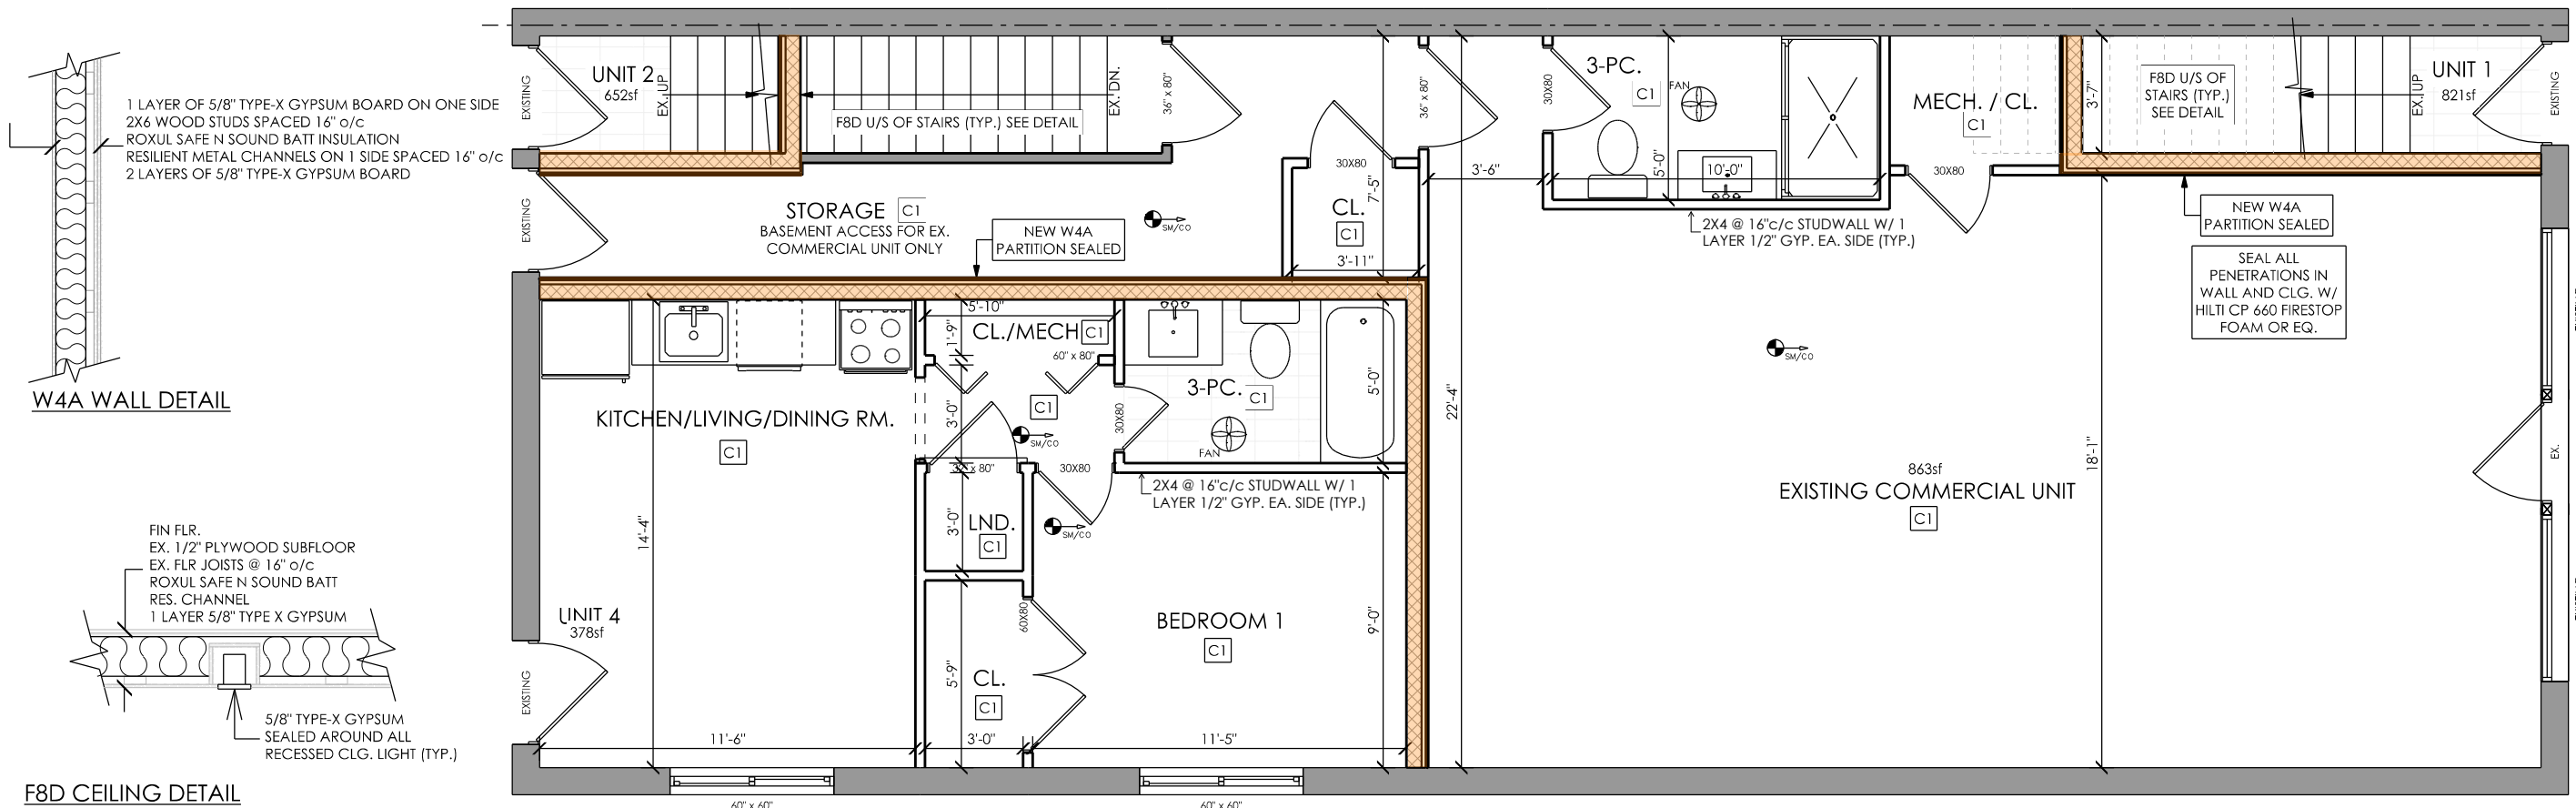 1 LAYER OF 5/8" TYPE-X GYPSUM BOARD ON ONE SIDE
2X6 WOOD STUDS SPACED 16" o/c
ROXUL SAFE N SOUND BATT INSULATION
RESILIENT METAL CHANNELS ON 1 SIDE SPACED 16" o/c
2 LAYERS OF 5/8" TYPE-X GYPSUM BOARD
W4A WALL DETAIL
FIN FLR.
EX. 1/2" PLYWOOD SUBFLOOR
EX. FLR JOISTS @ 16" o/c
ROXUL SAFE N SOUND BATT
RES. CHANNEL
1 LAYER 5/8" TYPE X GYPSUM
5/8" TYPE-X GYPSUM
SEALED AROUND ALL
RECESSED CLG. LIGHT (TYP.)
F8D CEILING DETAIL
EXISTING
UNIT 2
652sf
EX. UP
F8D U/S OF STAIRS (TYP.) SEE DETAIL
EX. DN.
36" x 80"
EXISTING
STORAGE C1
BASEMENT ACCESS FOR EX.
COMMERCIAL UNIT ONLY
NEW W4A
PARTITION SEALED
SM/CO
30X80
CL.
C1
7'-5"
3'-11"
36" x 80"
3'-6"
30X80
3-PC.
C1
FAN
5'-0"
10'-0"
2X4 @ 16"c/c STUDWALL W/ 1
LAYER 1/2" GYP. EA. SIDE (TYP.)
MECH. / CL.
C1
30X80
3'-7"
F8D U/S OF
STAIRS (TYP.)
SEE DETAIL
EX. UP
UNIT 1
821sf
EXISTING
NEW W4A
PARTITION SEALED
SEAL ALL
PENETRATIONS IN
WALL AND CLG. W/
HILTI CP 660 FIRESTOP
FOAM OR EQ.
KITCHEN/LIVING/DINING RM.
C1
14'-4"
5'-10"
1'-9"
CL./MECH C1
60" x 80"
3'-0"
C1
SM/CO
30X80
3-PC.
C1
FAN
5'-0"
30X80
2X4 @ 16"c/c STUDWALL W/ 1
LAYER 1/2" GYP. EA. SIDE (TYP.)
3'-0"
LND.
C1
SM/CO
UNIT 4
378sf
EXISTING
60X80
BEDROOM 1
C1
9'-0"
5'-9"
CL.
C1
11'-6"
3'-0"
11'-5"
60" x 60"
60" x 60"
22'-4"
SM/CO
863sf
EXISTING COMMERCIAL UNIT
C1
18'-1"
EX.